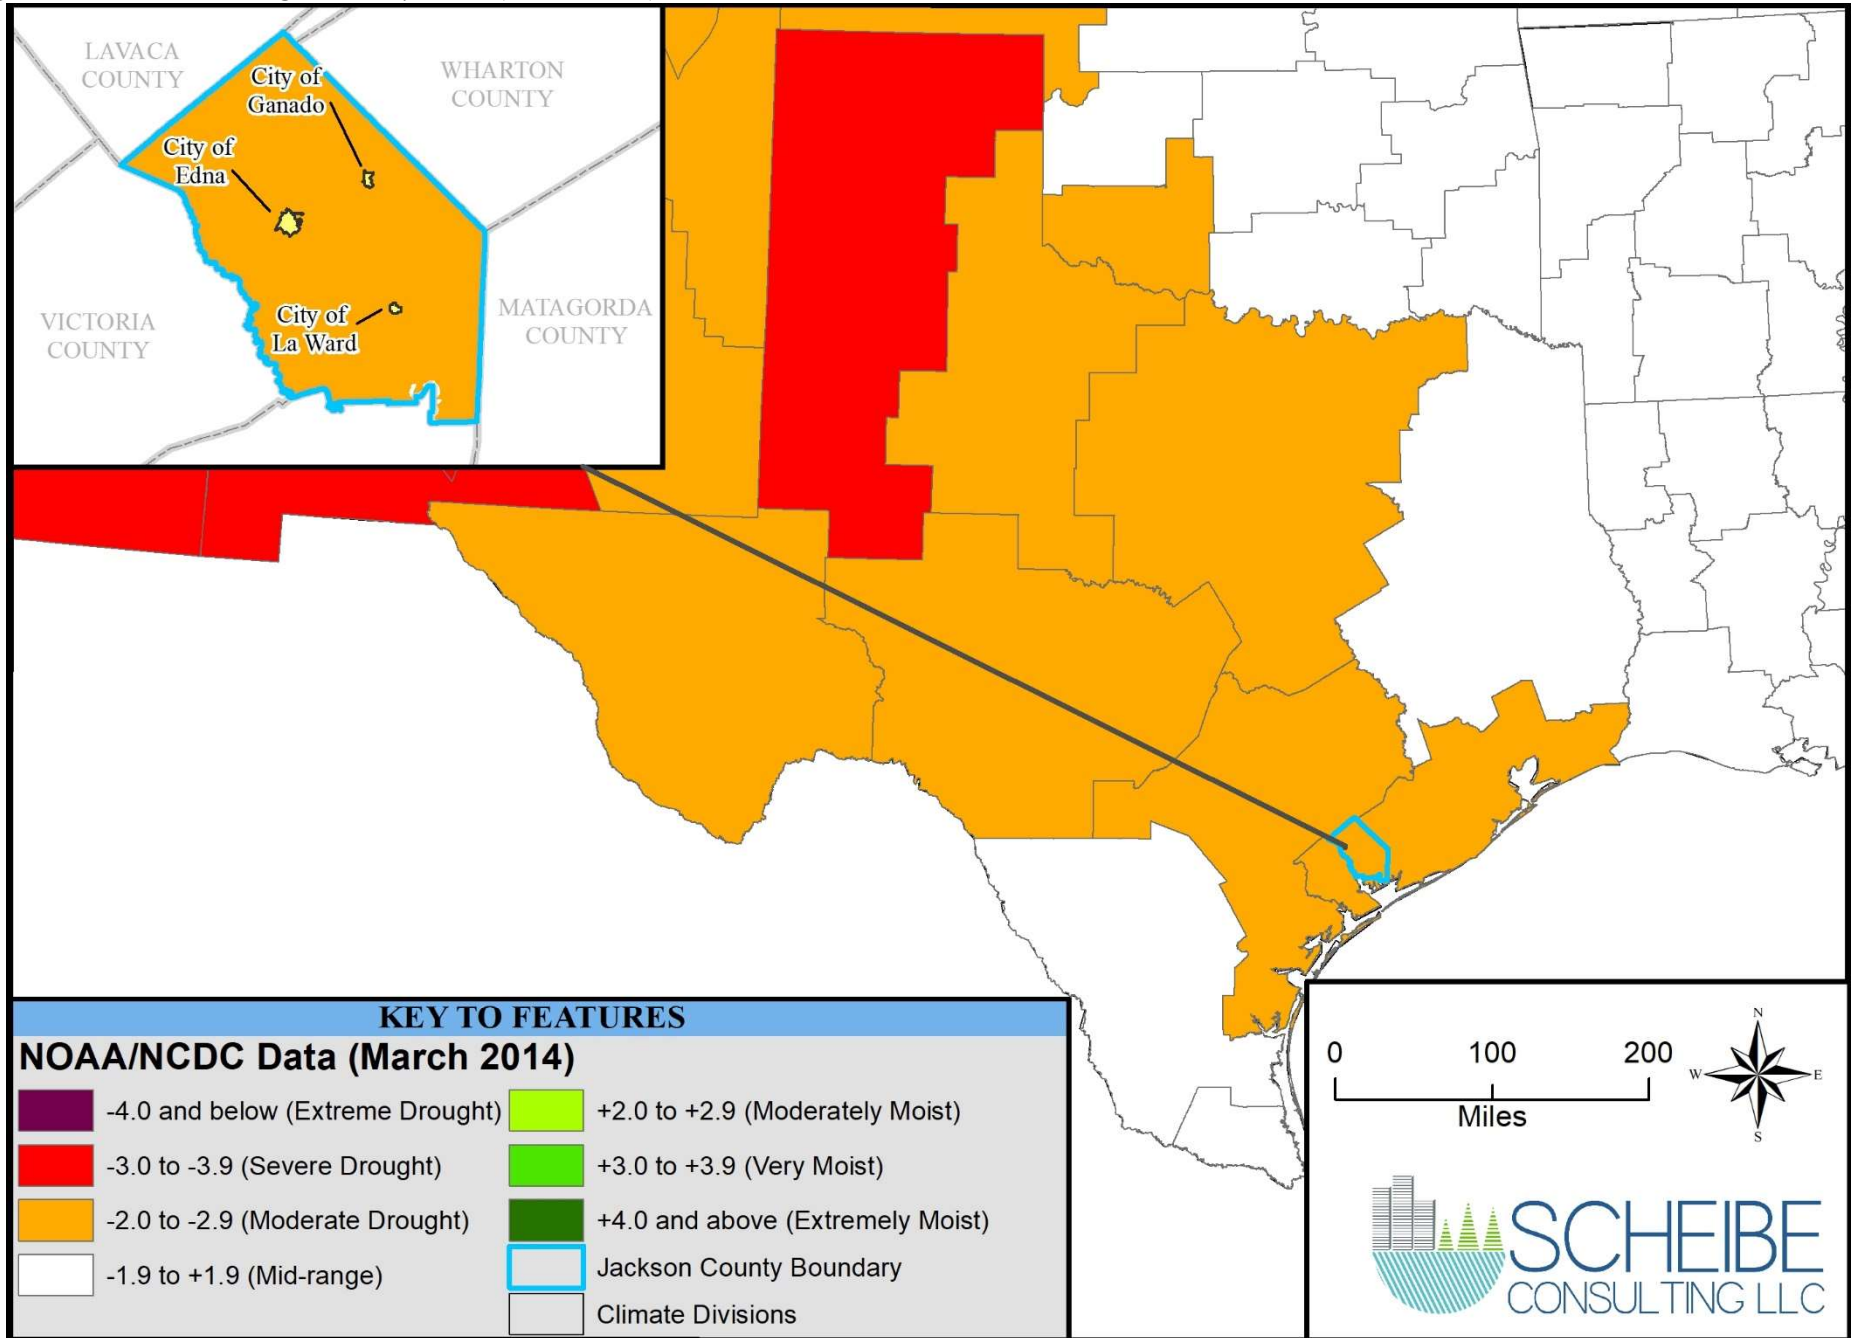 LAVACA
COUNTY
WHARTON
COUNTY
City of
Ganado
City of
Edna
City of
La Ward
VICTORIA
COUNTY
MATAGORDA
COUNTY
KEY TO FEATURES
NOAA/NCDC Data (March 2014)
-4.0 and below (Extreme Drought)
-3.0 to -3.9 (Severe Drought)
-2.0 to -2.9 (Moderate Drought)
-1.9 to +1.9 (Mid-range)
+2.0 to +2.9 (Moderately Moist)
+3.0 to +3.9 (Very Moist)
+4.0 and above (Extremely Moist)
Jackson County Boundary
Climate Divisions
0 100 200
Miles
N
W E
S
SCHEIBE
CONSULTING LLC